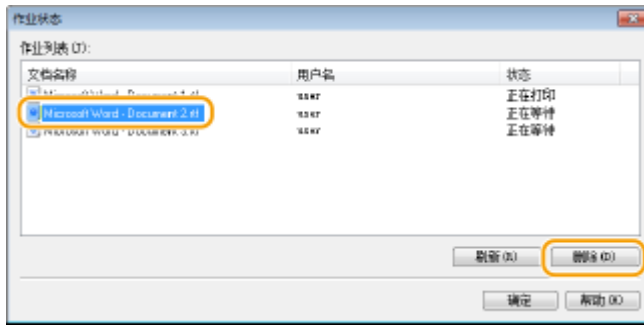 作业状态
作业列表(J):
文档名称 用户名 状态
Microsoft Word - Document 1.rtf user 正在打印
Microsoft Word - Document 2.rtf user 正在等待
Microsoft Word - Document 3.rtf user 正在等待
刷新(R) 删除(D)
确定 帮助(H)